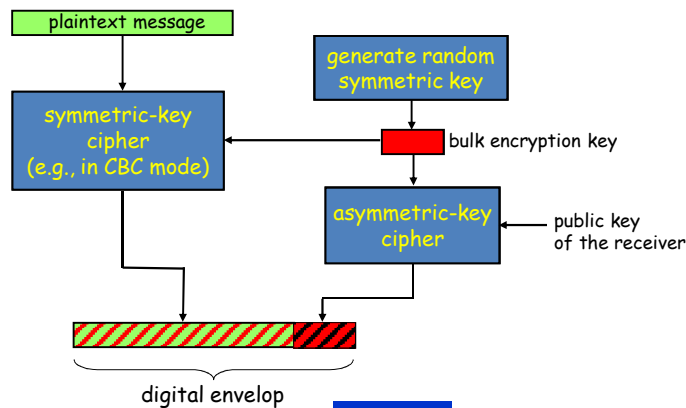 plaintext message
generate random
symmetric key
symmetric-key
cipher
(e.g., in CBC mode)
bulk encryption key
asymmetric-key
cipher
public key
of the receiver
digital envelop